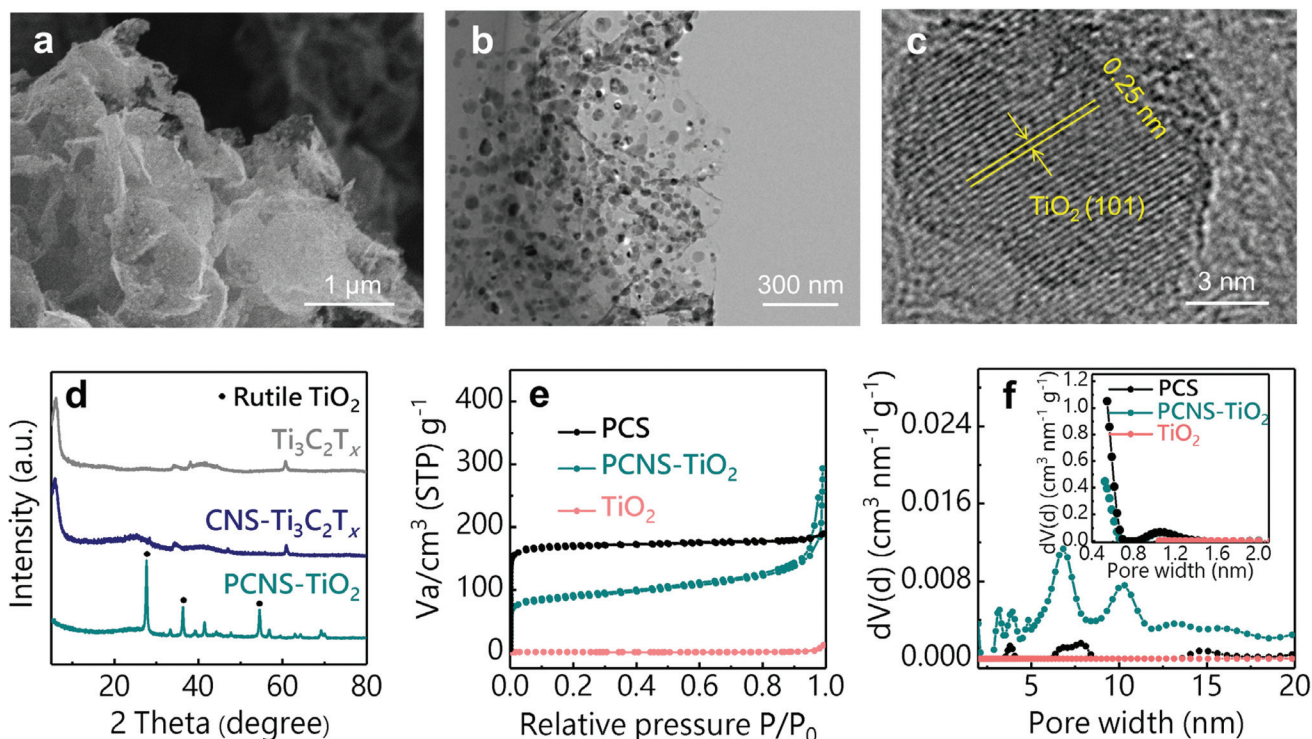 a
1 μm
b
300 nm
c
0.25 nm
TiO₂ (101)
3 nm
d
• Rutile TiO₂
Ti₃C₂Tₓ
CNS-Ti₃C₂Tₓ
PCNS-TiO₂
Intensity (a.u.)
20 40 60 80
2 Theta (degree)
e
PCS
PCNS-TiO₂
TiO₂
Va/cm³ (STP) g⁻¹
400
300
200
100
0
0.0 0.2 0.4 0.6 0.8 1.0
Relative pressure P/P₀
f
dV(d) (cm³ nm⁻¹ g⁻¹)
0.024
0.016
0.008
0.000
5 10 15 20
Pore width (nm)
PCS
PCNS-TiO₂
TiO₂
dV(d) (cm³ nm⁻¹ g⁻¹)
1.2
1.0
0.8
0.6
0.4
0.2
0.0
0.4 0.8 1.2 1.6 2.0
Pore width (nm)